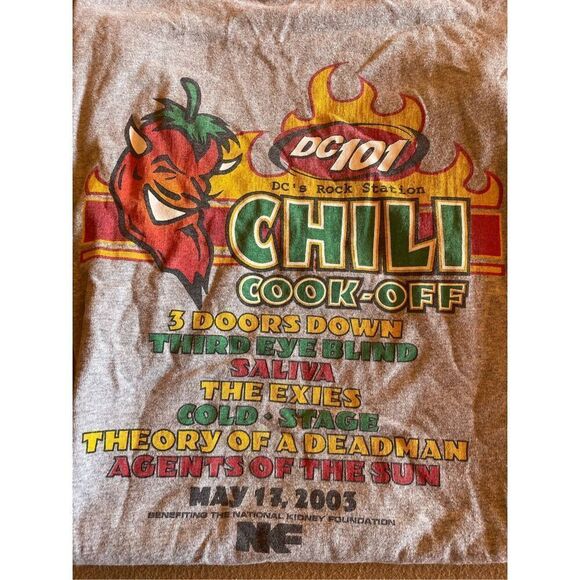 DC101
DC's Rock Station
CHILI
COOK-OFF
3 DOORS DOWN
THIRD EYE BLIND
SALIVA
THE EXIES
COLD • STAGE
THEORY OF A DEADMAN
AGENTS OF THE SUN
MAY 17, 2003
BENEFITING THE NATIONAL KIDNEY FOUNDATION
NKF